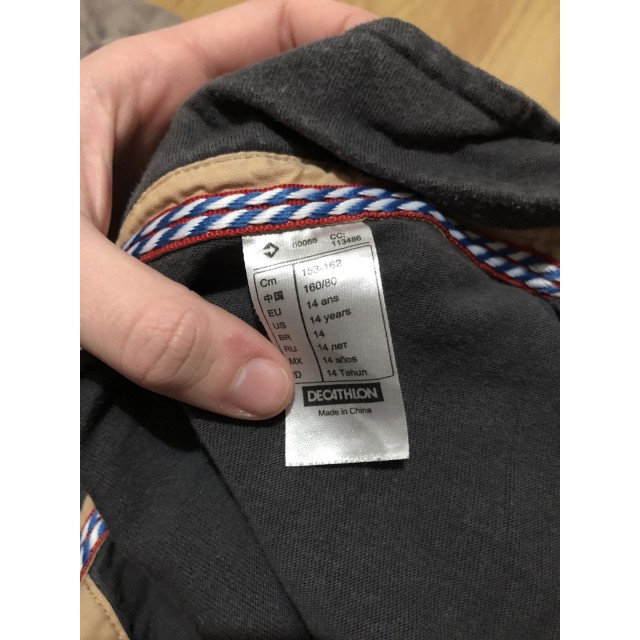 60055 CC:
113486
Cm 153-162
中国 160/80
EU 14 ans
US 14 years
BR 14
RU 14 лет
MX 14 años
D 14 Tahun
DECATHLON
Made in China